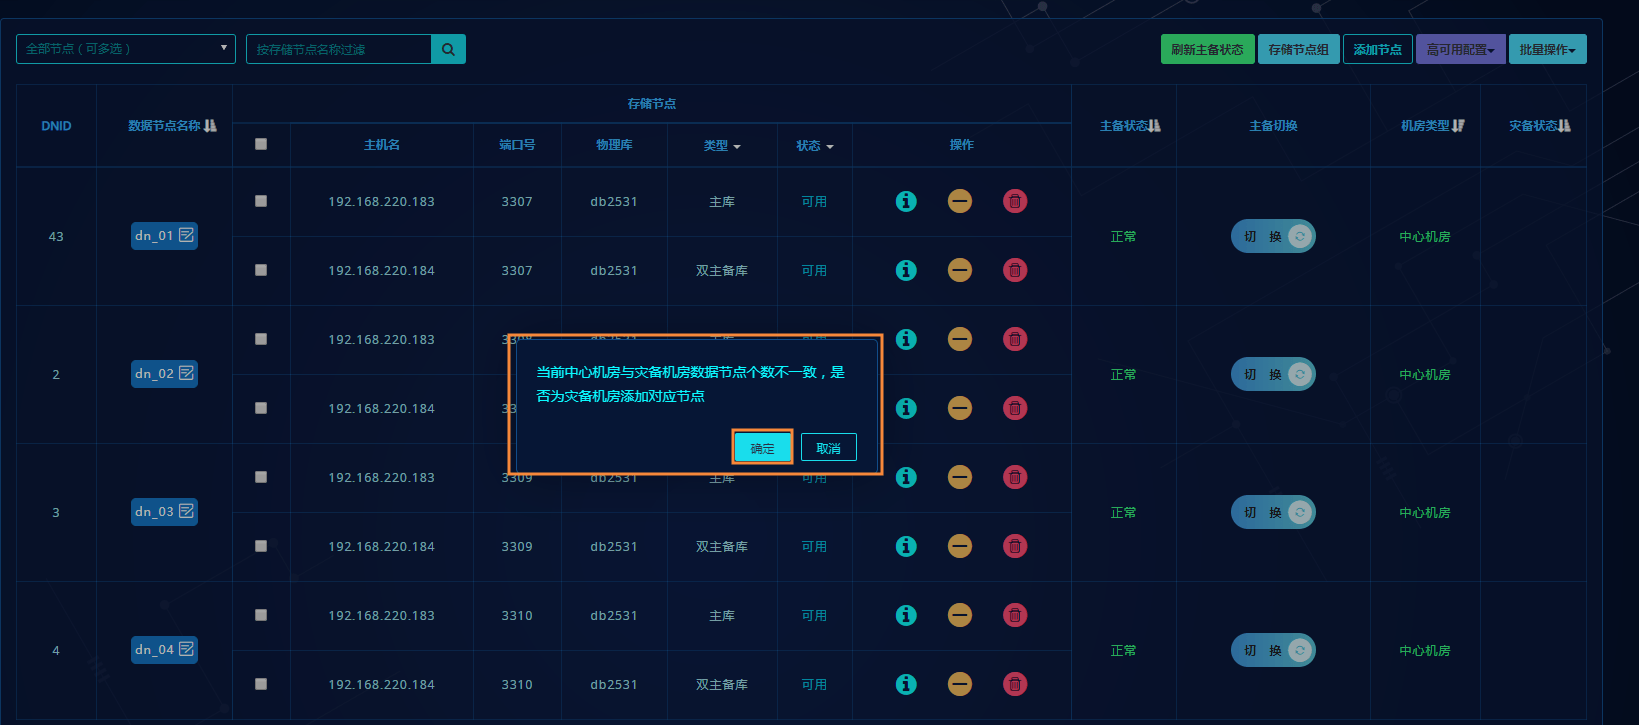 全部节点（可多选）
按存储节点名称过滤
刷新主备状态 存储节点组 添加节点 高可用配置 批量操作
存储节点
DNID 数据节点名称 主备状态 主备切换 机房类型 灾备状态
主机名 端口号 物理库 类型 状态 操作
192.168.220.183 3307 db2531 主库 可用
43 dn_01 正常 切 换 中心机房
192.168.220.184 3307 db2531 双主备库 可用
192.168.220.183 3308 db2531 主库 可用
2 dn_02 正常 切 换 中心机房
当前中心机房与灾备机房数据节点个数不一致，是
否为灾备机房添加对应节点
192.168.220.184 33
确定 取消
192.168.220.183 3309 db2531 主库 可用
3 dn_03 正常 切 换 中心机房
192.168.220.184 3309 db2531 双主备库 可用
192.168.220.183 3310 db2531 主库 可用
4 dn_04 正常 切 换 中心机房
192.168.220.184 3310 db2531 双主备库 可用